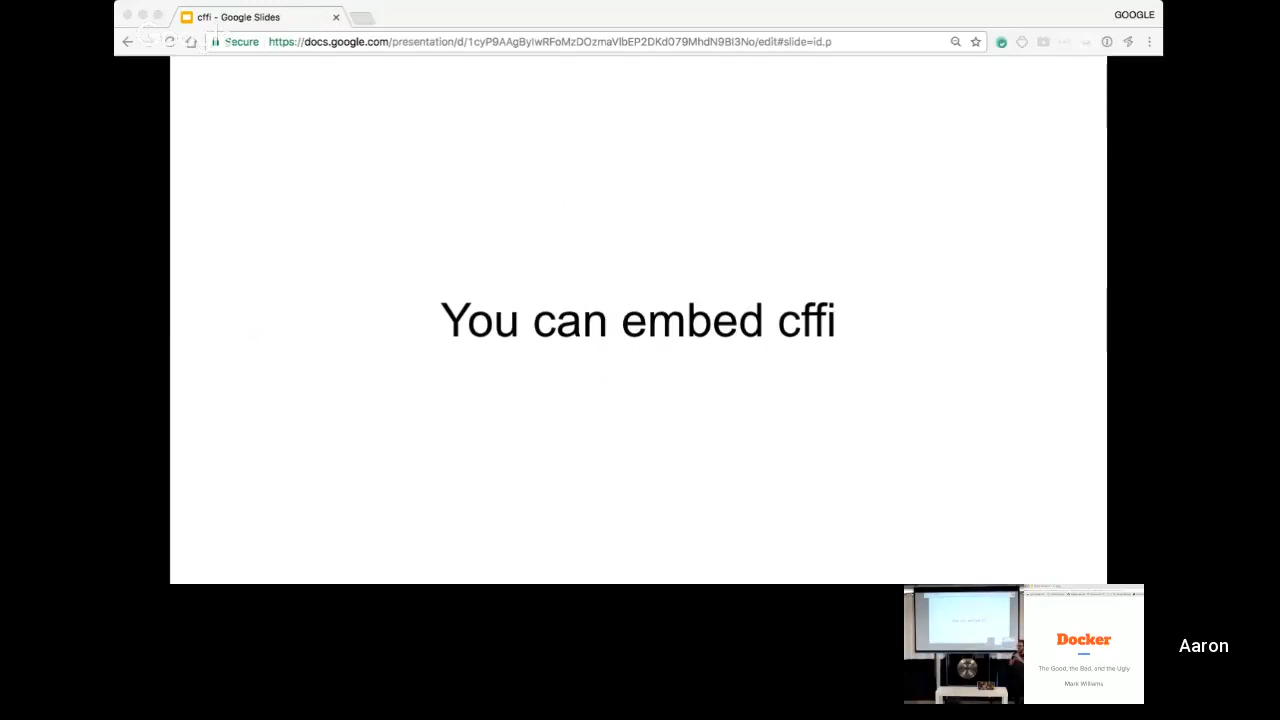 cffi - Google Slides
GOOGLE
Secure
https://docs.google.com/presentation/d/1cyP9AAgBylwRFoMzDOzmaVlbEP2DKd079MhdN9BI3No/edit#slide=id.p
You can embed cffi
Docker
The Good, the Bad, and the Ugly
Mark Williams
Aaron